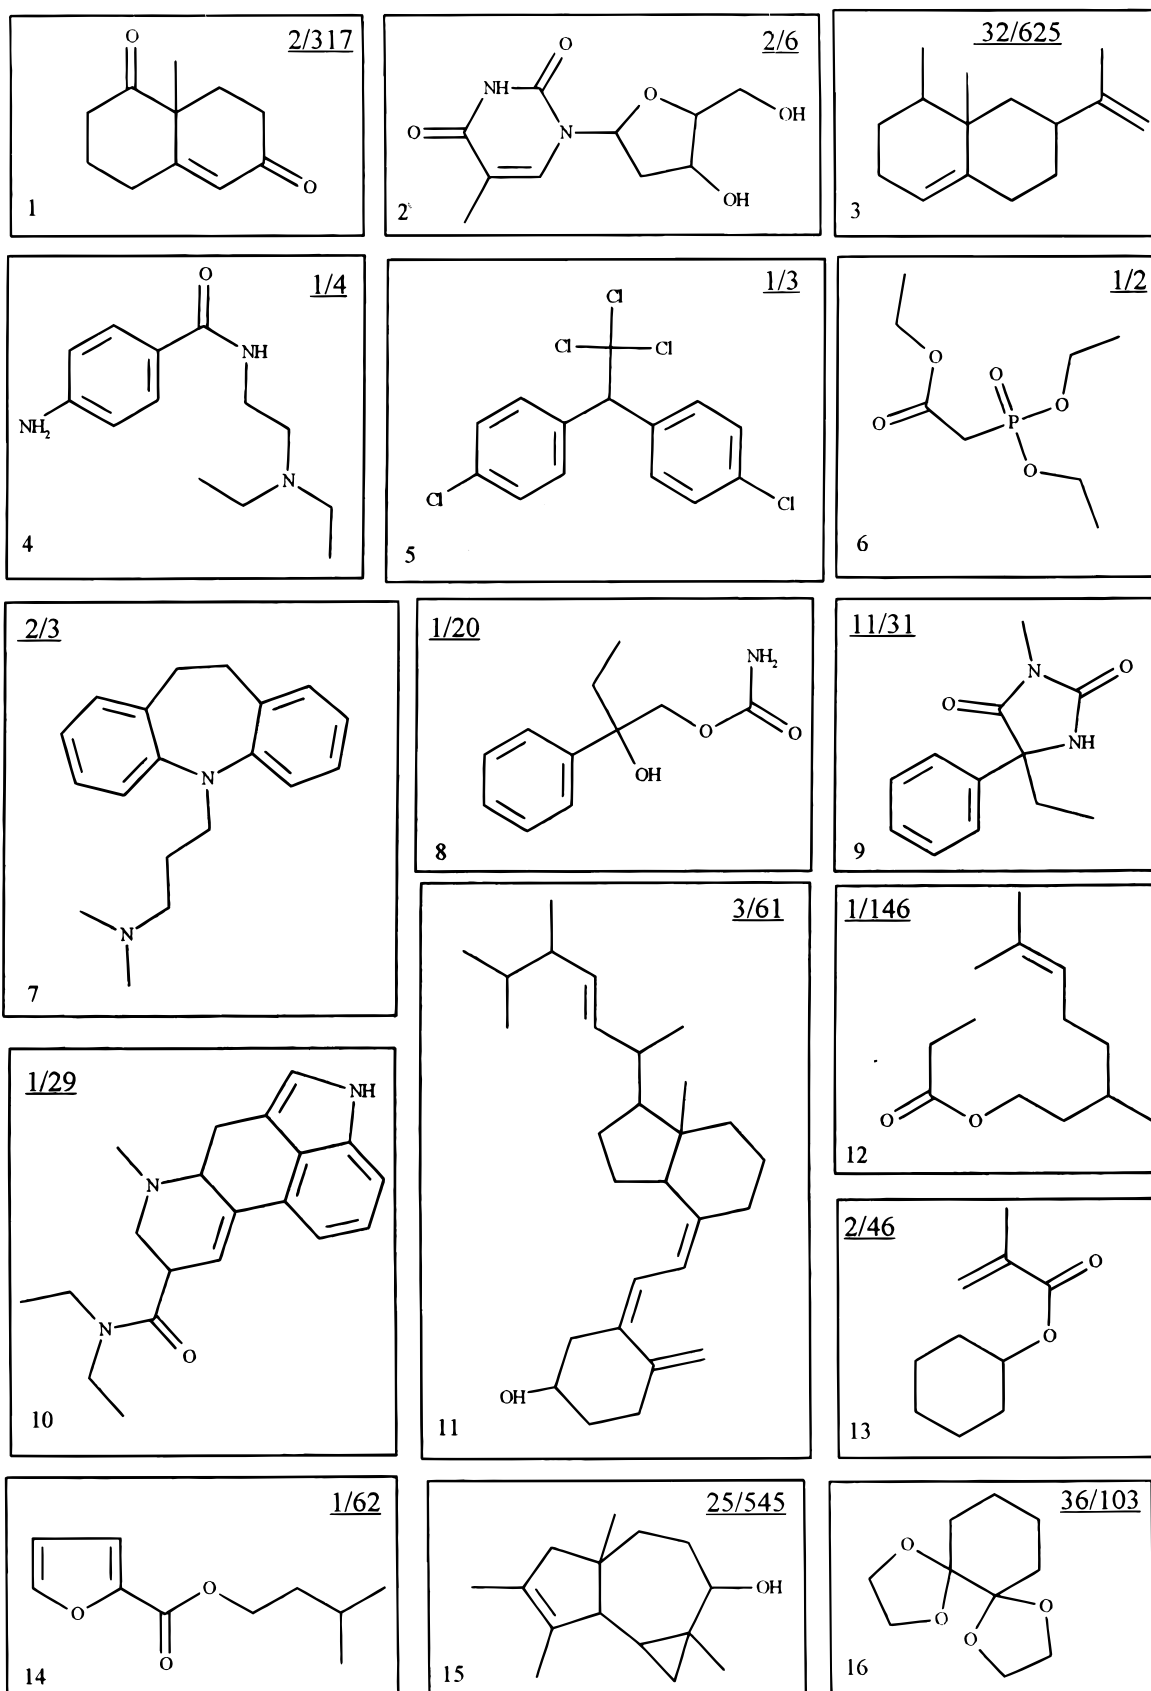 O
2/317
O
1
O
2/6
NH
O
OH
O
N
OH
2
32/625
3
O
1/4
NH
NH2
N
4
1/3
Cl
Cl
Cl
Cl
Cl
5
1/2
O
O
O
P
O
O
6
2/3
N
N
7
1/20
NH2
O
O
OH
8
11/31
N
O
O
NH
9
1/29
NH
N
N
O
10
3/61
OH
11
1/146
O
O
12
2/46
O
O
13
1/62
O
O
O
14
25/545
OH
15
36/103
O
O
O
O
16